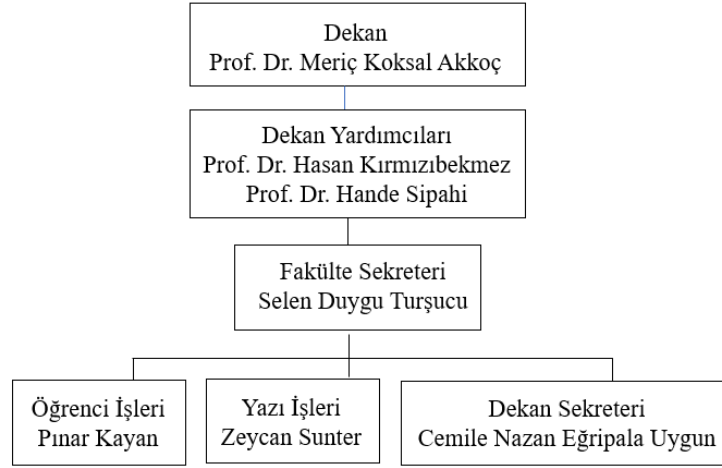 Dekan
Prof. Dr. Meriç Koksal Akkoç
Dekan Yardımcıları
Prof. Dr. Hasan Kırmızıbekmez
Prof. Dr. Hande Sipahi
Fakülte Sekreteri
Selen Duygu Turşucu
Öğrenci İşleri
Pınar Kayan
Yazı İşleri
Zeycan Sunter
Dekan Sekreteri
Cemile Nazan Eğripala Uygun